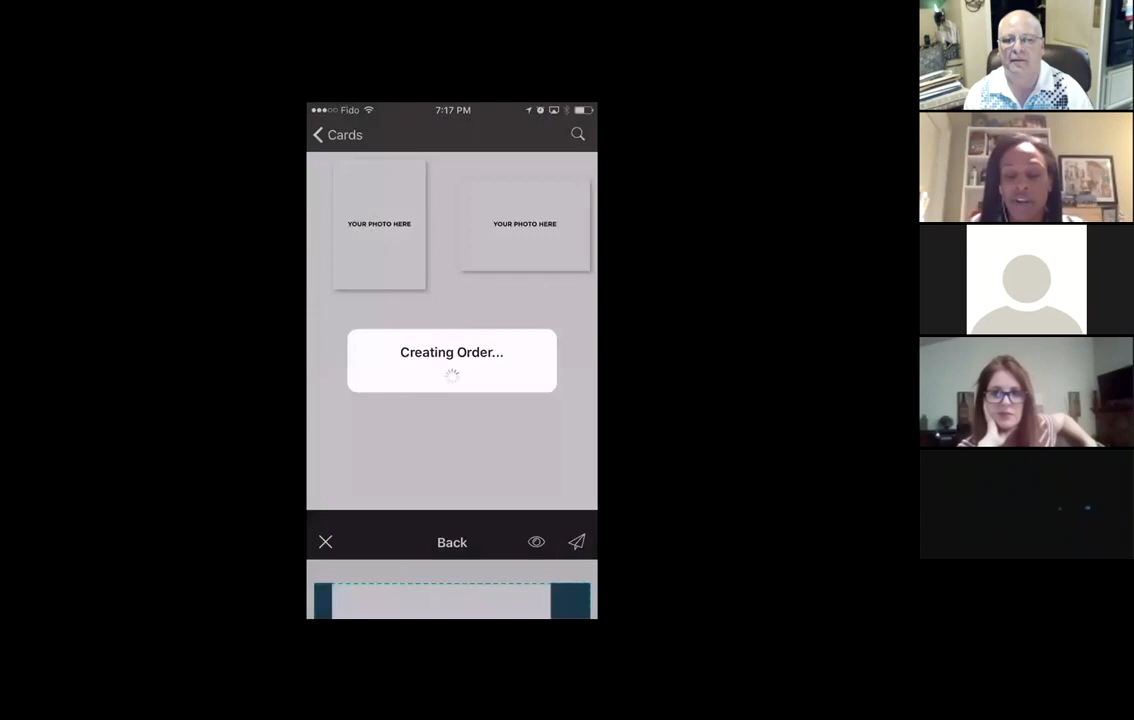 Fido
7:17 PM
Cards
YOUR PHOTO HERE
YOUR PHOTO HERE
Creating Order...
Back